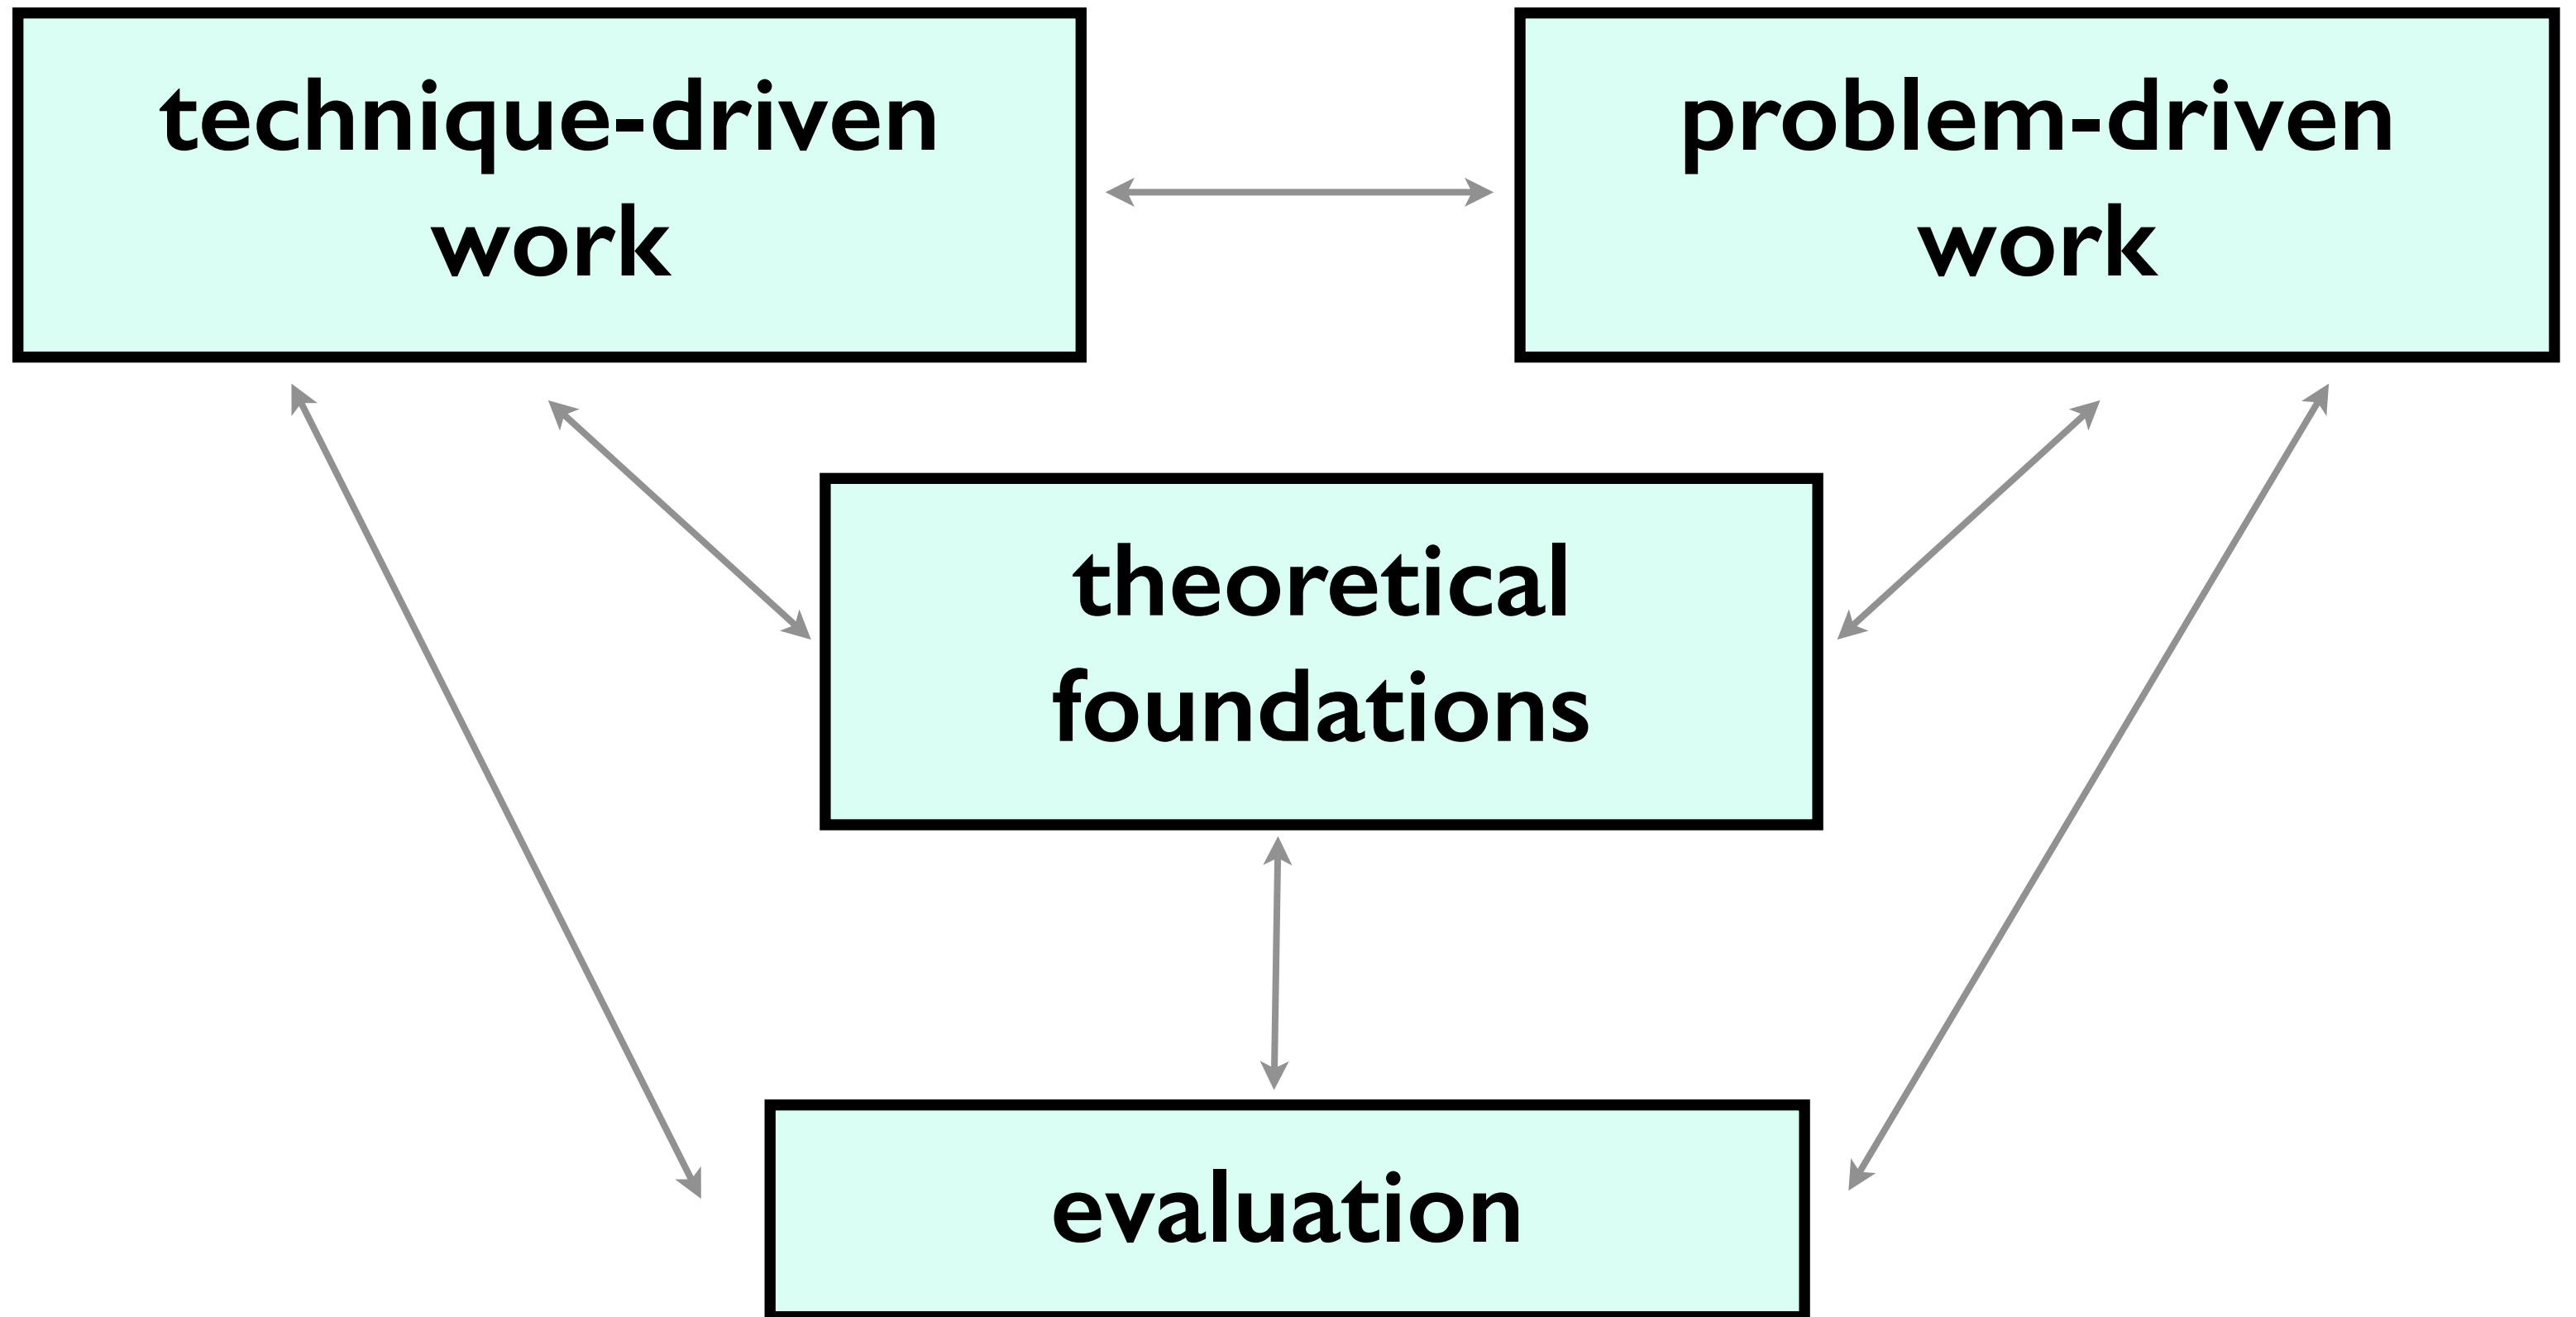 technique-driven
work
problem-driven
work
theoretical
foundations
evaluation